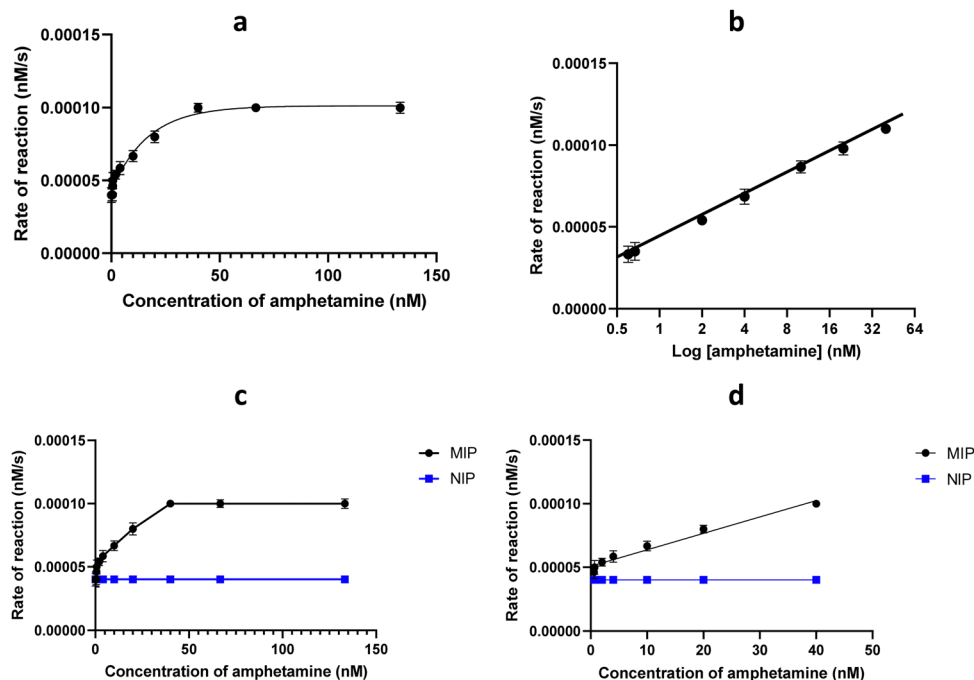 a
Rate of reaction (nM/s)
0.00015
0.00010
0.00005
0.00000
0 50 100 150
Concentration of amphetamine (nM)
b
Rate of reaction (nM/s)
0.00015
0.00010
0.00005
0.00000
0.5 1 2 4 8 16 32 64
Log [amphetamine] (nM)
c
Rate of reaction (nM/s)
0.00015
0.00010
0.00005
0.00000
0 50 100 150
Concentration of amphetamine (nM)
MIP
NIP
d
Rate of reaction (nM/s)
0.00015
0.00010
0.00005
0.00000
0 10 20 30 40 50
Concentration of amphetamine (nM)
MIP
NIP